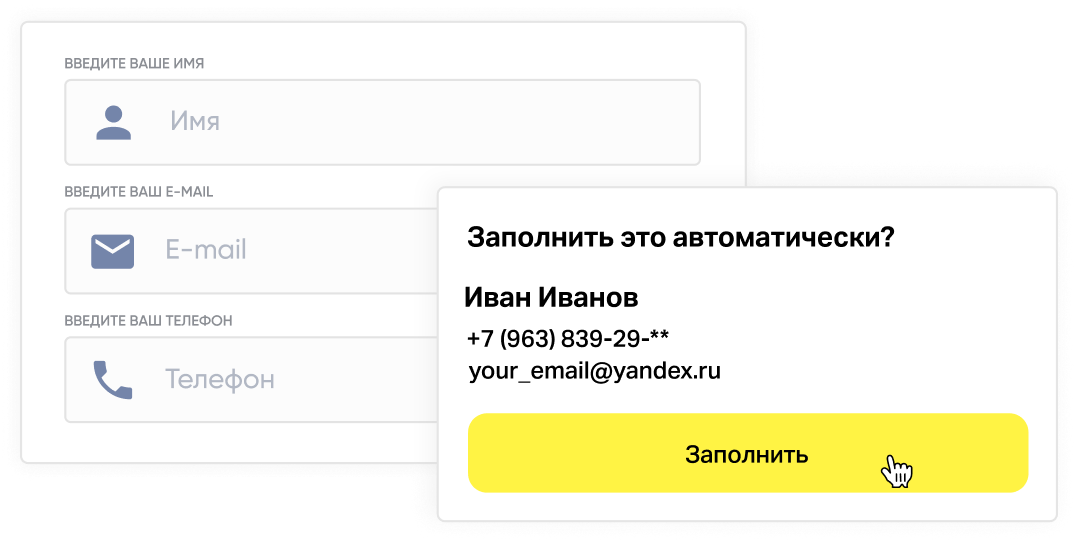 ВВЕДИТЕ ВАШЕ ИМЯ
Имя
ВВЕДИТЕ ВАШ E-MAIL
E-mail
ВВЕДИТЕ ВАШ ТЕЛЕФОН
Телефон
Заполнить это автоматически?
Иван Иванов
+7 (963) 839-29-**
your_email@yandex.ru
Заполнить